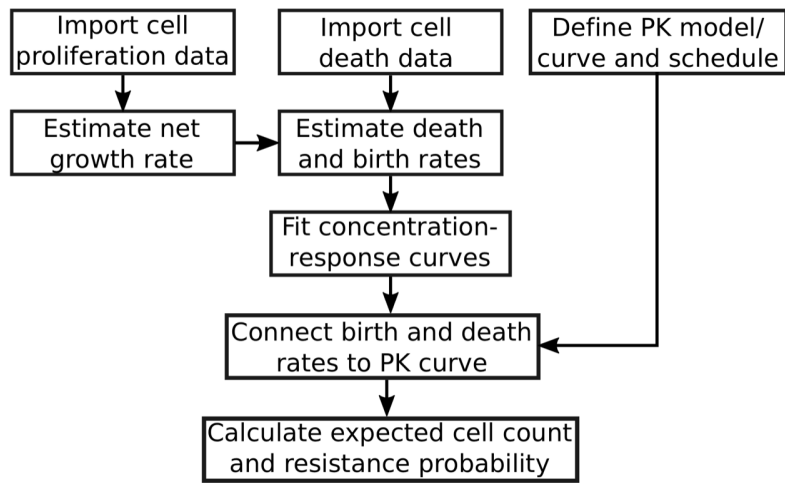 Import cell
proliferation data
Import cell
death data
Define PK model/
curve and schedule
Estimate net
growth rate
Estimate death
and birth rates
Fit concentration-
response curves
Connect birth and death
rates to PK curve
Calculate expected cell count
and resistance probability